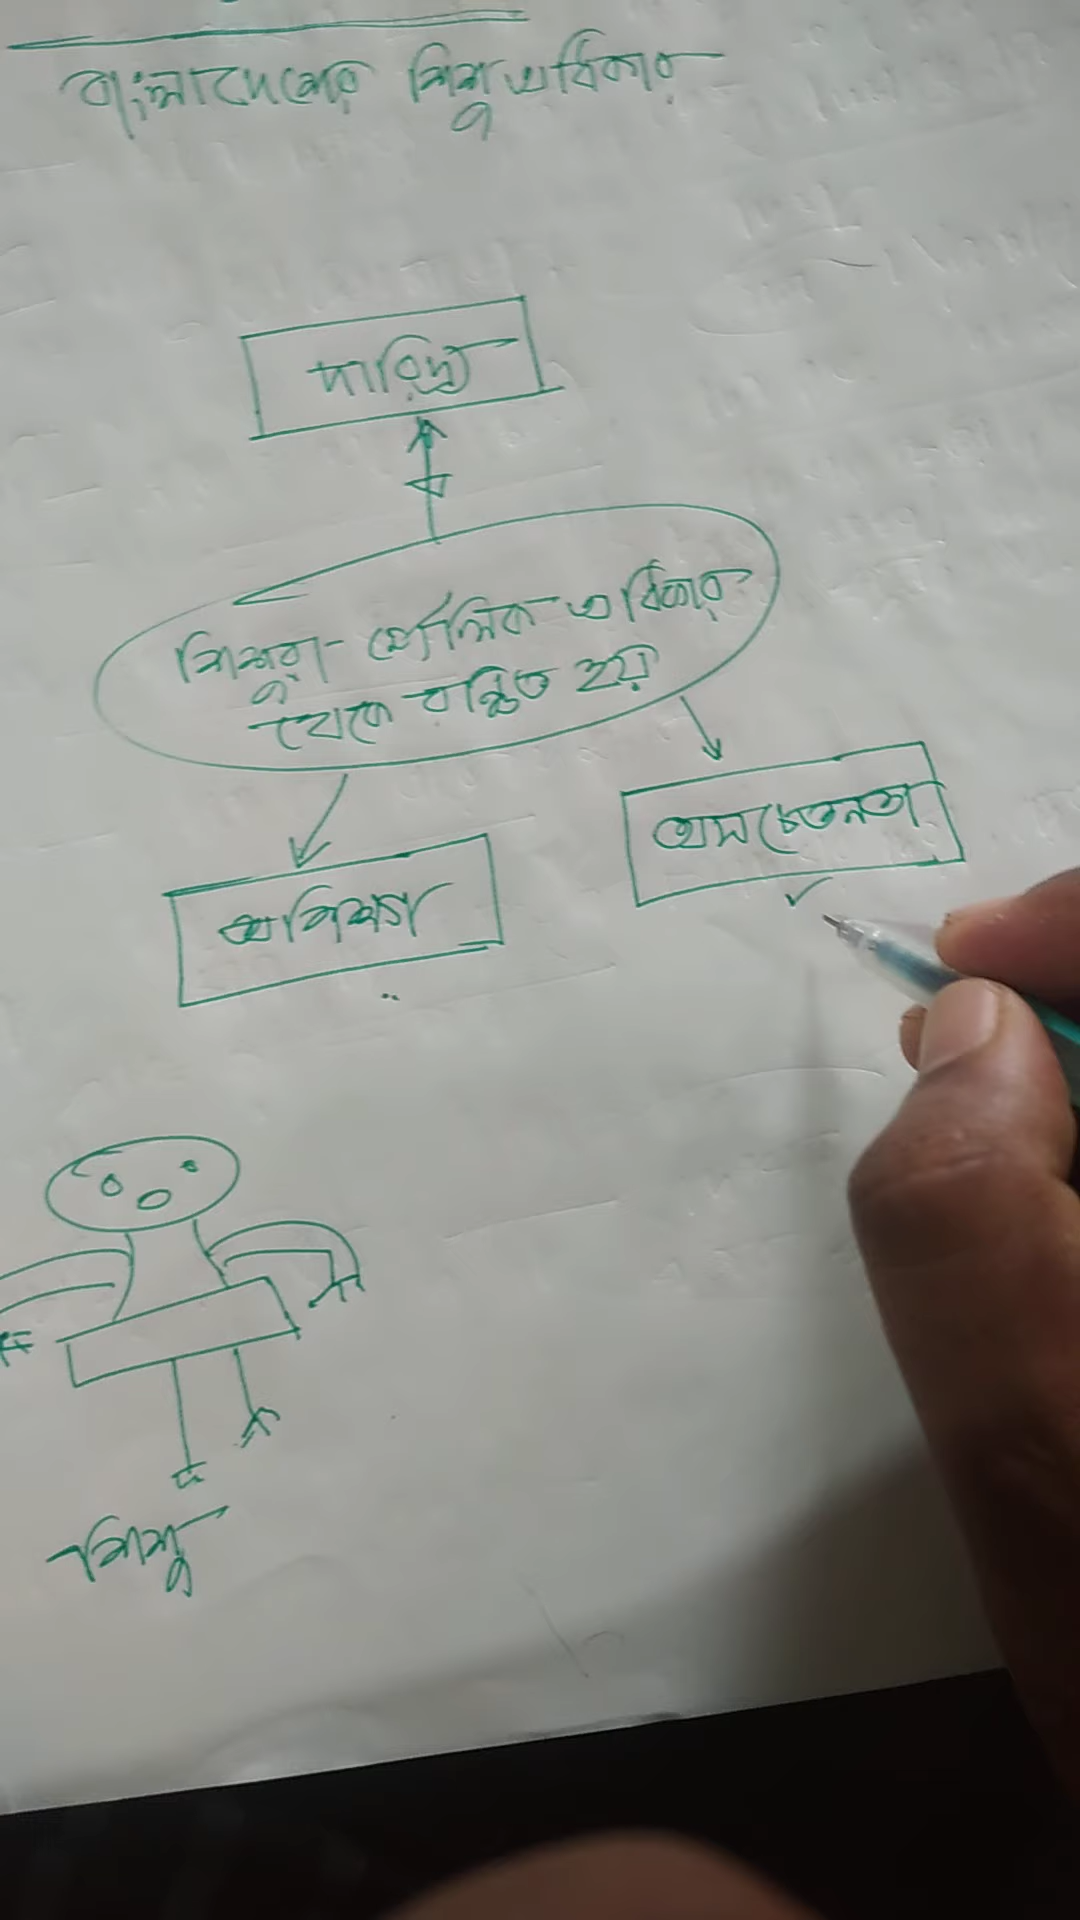 বাংলাদেশের শিশু অধিকার
দারিদ্র
শিশুরা মৌলিক অধিকার
থেকে বঞ্চিত হয়
অসচেতনতা
অশিক্ষা
শিশু